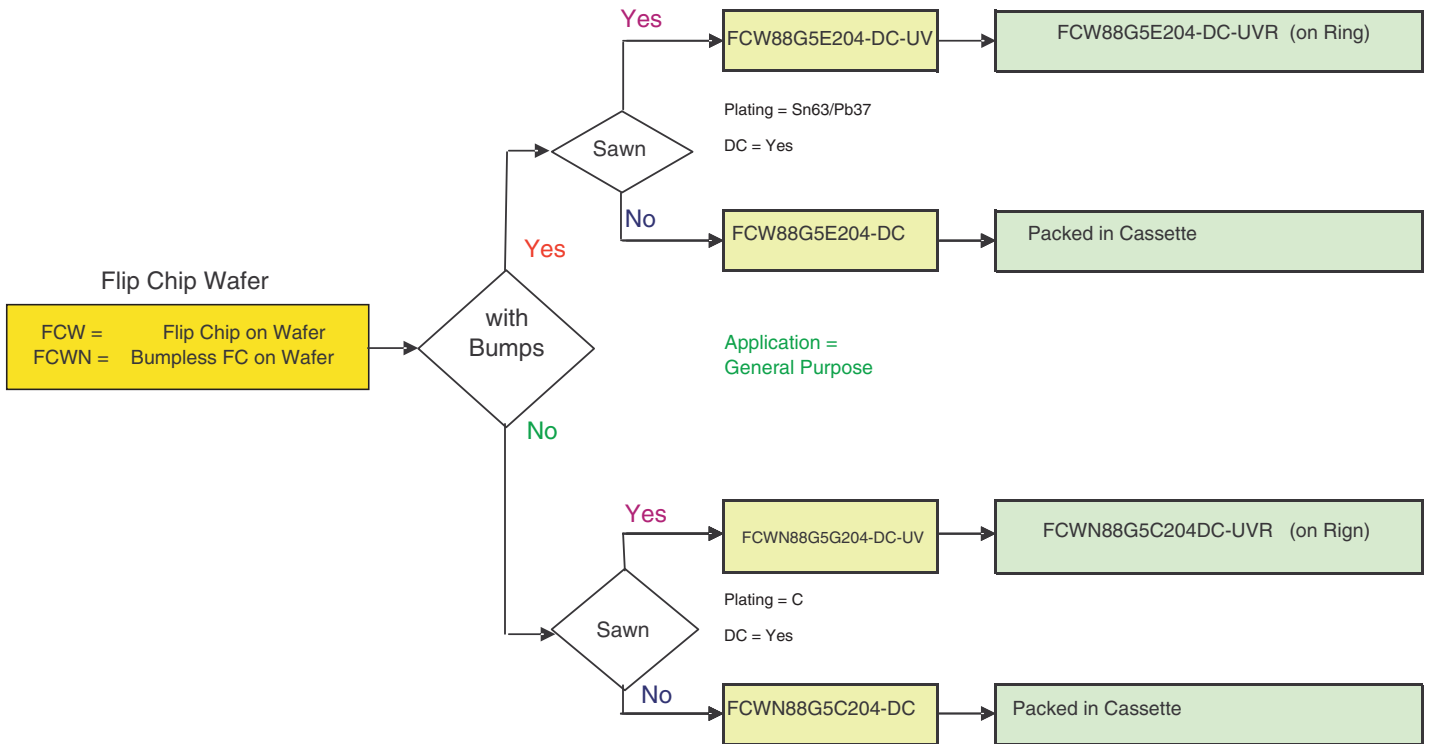 Yes
FCW88G5E204-DC-UV
FCW88G5E204-DC-UVR (on Ring)
Plating = Sn63/Pb37
Sawn
DC = Yes
No
FCW88G5E204-DC
Packed in Cassette
Yes
Flip Chip Wafer
FCW = Flip Chip on Wafer
FCWN = Bumpless FC on Wafer
with
Bumps
Application =
General Purpose
No
Yes
FCWN88G5G204-DC-UV
FCWN88G5C204DC-UVR (on Rign)
Plating = C
Sawn
DC = Yes
No
FCWN88G5C204-DC
Packed in Cassette